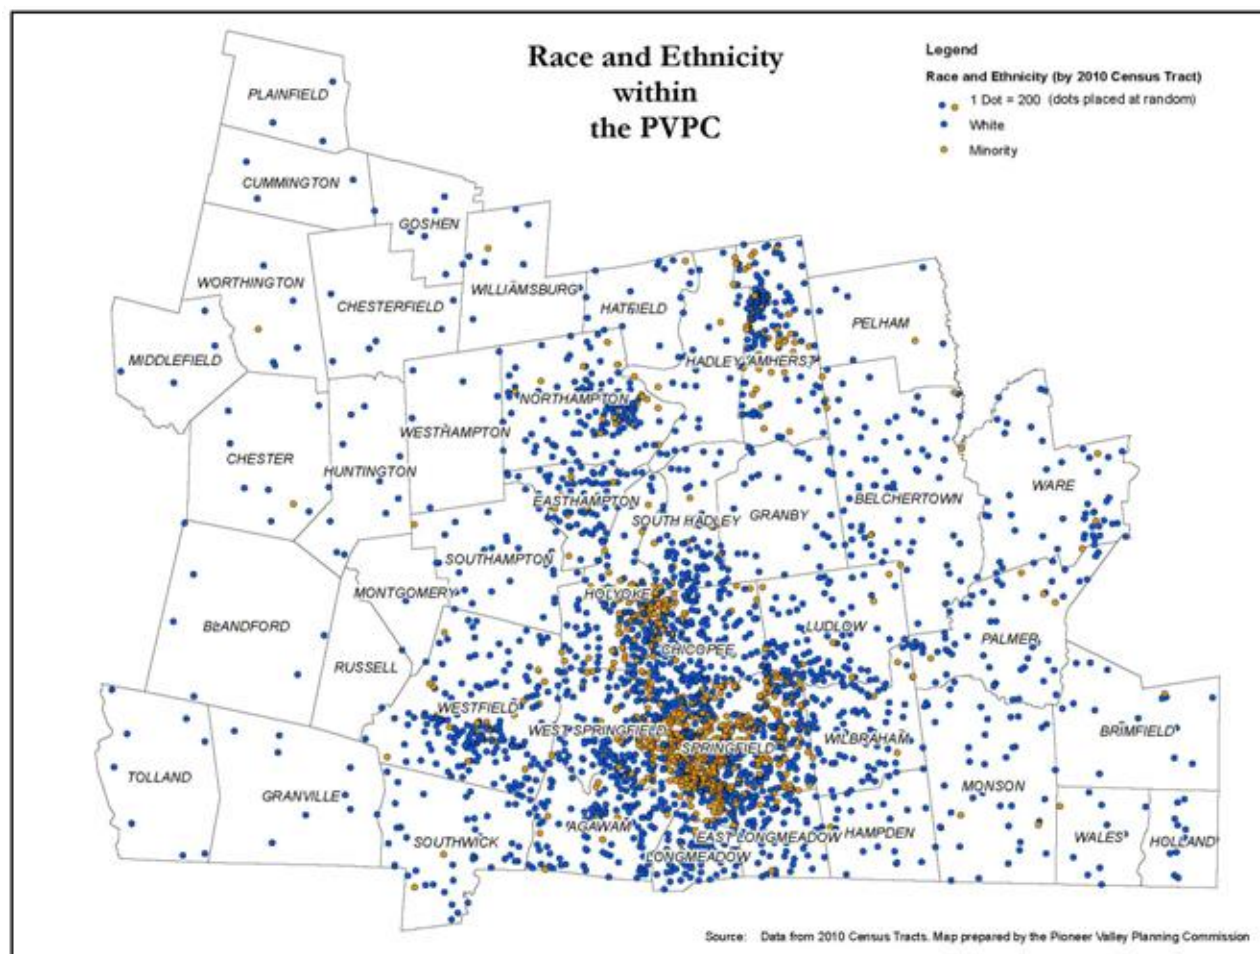 Race and Ethnicity
within
the PVPC
Legend
Race and Ethnicity (by 2010 Census Tract)
1 Dot = 200 (dots placed at random)
White
Minority
PLAINFIELD
CUMMINGTON
GOSHEN
WORTHINGTON
CHESTERFIELD
WILLIAMSBURG
HATFIELD
PELHAM
MIDDLEFIELD
HADLEY
AMHERST
NORTHAMPTON
WESTHAMPTON
CHESTER
HUNTINGTON
EASTHAMPTON
SOUTH HADLEY
GRANBY
BELCHERTOWN
WARE
SOUTHAMPTON
MONTGOMERY
HOLYOKE
BLANDFORD
LUDLOW
PALMER
RUSSELL
CHICOPEE
WESTFIELD
WEST SPRINGFIELD
SPRINGFIELD
WILBRAHAM
BRIMFIELD
TOLLAND
GRANVILLE
MONSON
SOUTHWICK
AGAWAM
EAST LONGMEADOW
HAMPDEN
WALES
HOLLAND
LONGMEADOW
Source: Data from 2010 Census Tracts. Map prepared by the Pioneer Valley Planning Commission